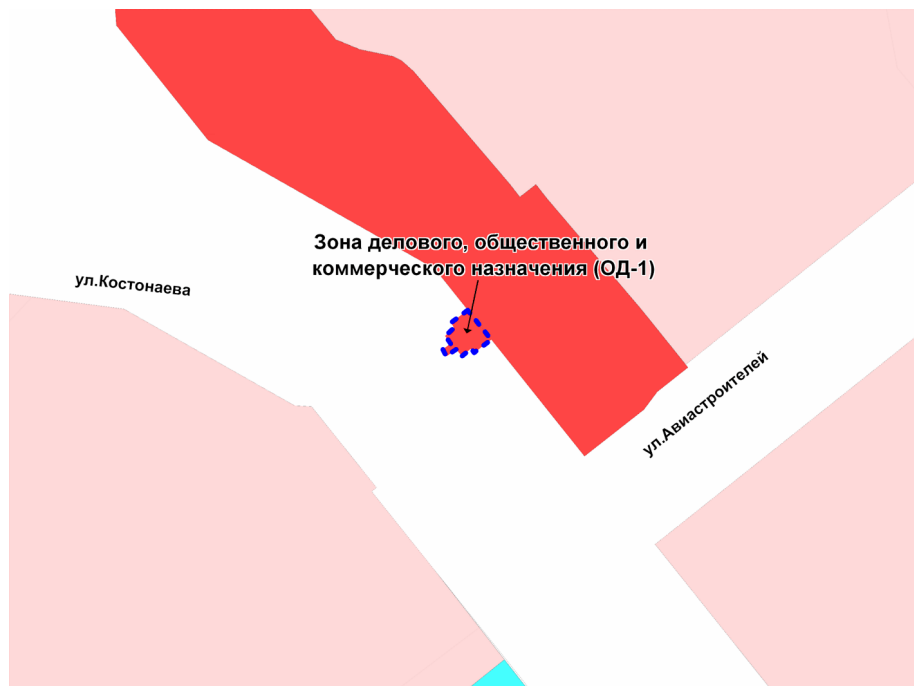 Зона делового, общественного и
коммерческого назначения (ОД-1)
ул.Костонаева
ул.Авиастроителей